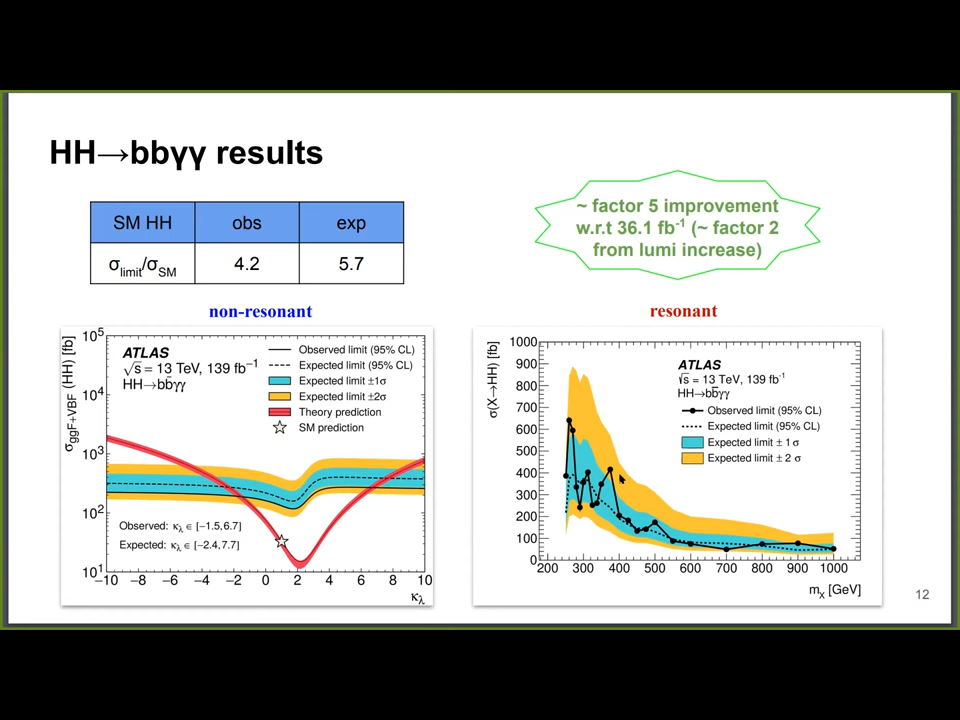 HH→bbγγ results
SM HH obs exp
σlimit/σSM 4.2 5.7
~ factor 5 improvement
w.r.t 36.1 fb-1 (~ factor 2
from lumi increase)
non-resonant
σggF+VBF (HH) [fb]
10⁵
10⁴
10³
10²
10¹
ATLAS
√s = 13 TeV, 139 fb−1
HH→bb̄γγ
Observed limit (95% CL)
Expected limit (95% CL)
Expected limit ±1σ
Expected limit ±2σ
Theory prediction
SM prediction
Observed: κλ ∈ [−1.5,6.7]
Expected: κλ ∈ [−2.4,7.7]
−10 −8 −6 −4 −2 0 2 4 6 8 10
κλ
resonant
σ(X→HH) [fb]
1000
900
800
700
600
500
400
300
200
100
0
ATLAS
√s = 13 TeV, 139 fb-1
HH→bb̄γγ
Observed limit (95% CL)
Expected limit (95% CL)
Expected limit ± 1 σ
Expected limit ± 2 σ
200 300 400 500 600 700 800 900 1000
mX [GeV]
12